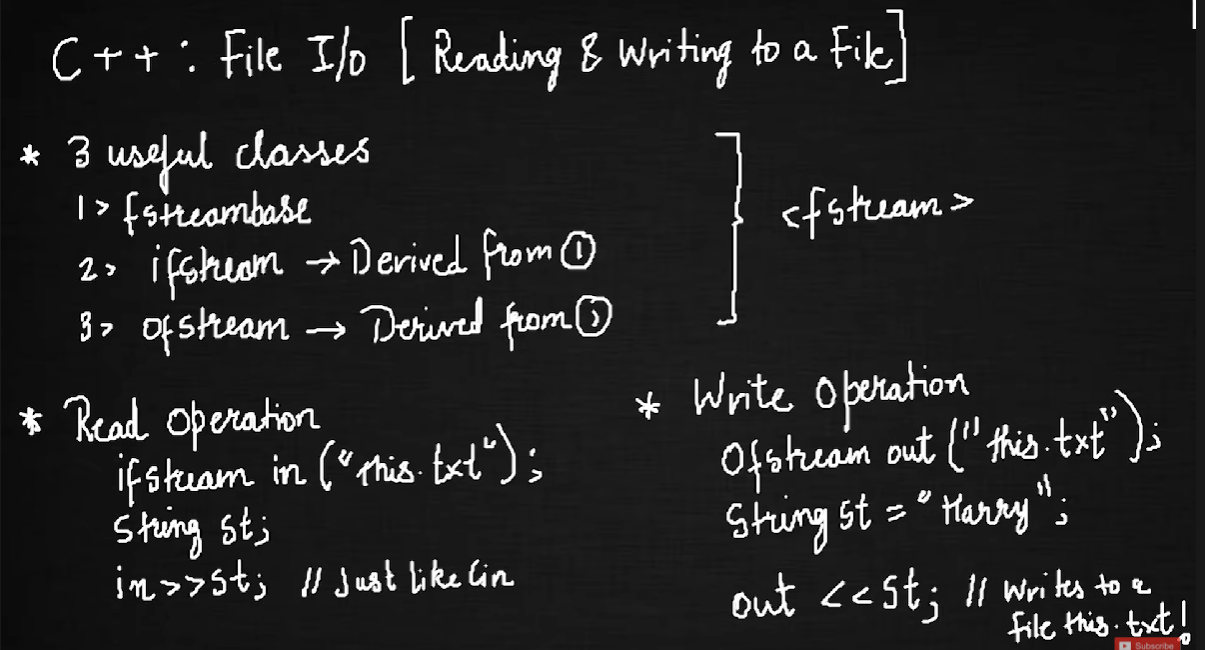 C++ : File I/o [Reading & Writing to a File]
* 3 useful classes
1> fstreambase
2> ifstream → Derived from ①
3> ofstream → Derived from ①
<fstream>
* Read Operation
ifstream in ("this.txt");
string st;
in>>st; // Just like Cin
* Write Operation
Ofstream out ("this.txt");
String st = "Harry";
out <<st; // Writes to a
file this.txt!
Subscribe